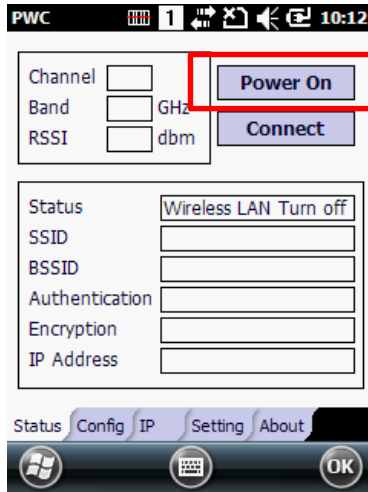 PWC 1 10:12
Channel
Power On
Band GHz
Connect
RSSI dbm
Status Wireless LAN Turn off
SSID
BSSID
Authentication
Encryption
IP Address
Status Config IP Setting About
OK